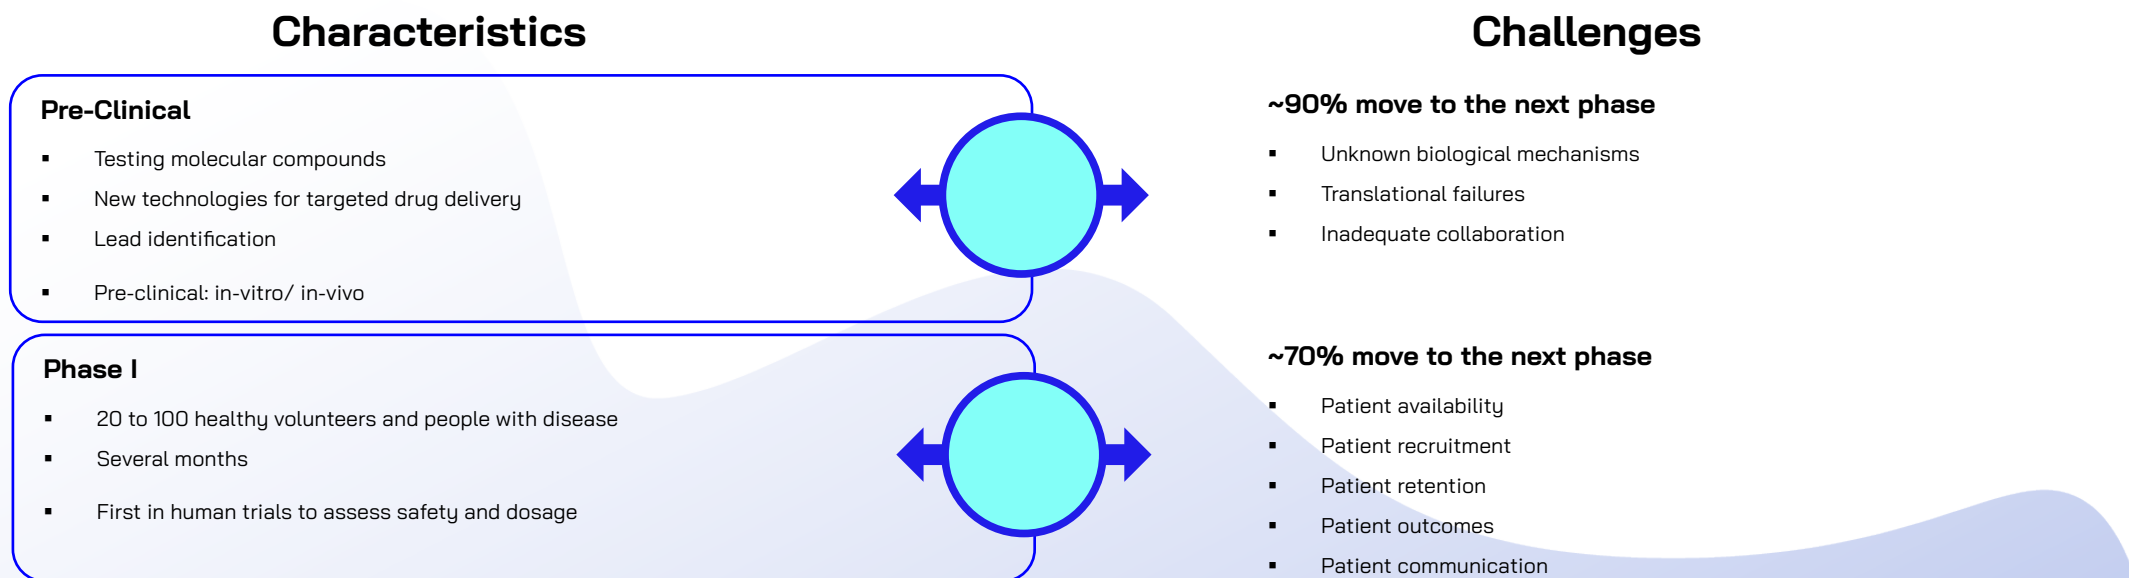 Characteristics
Challenges
Pre-Clinical
▪ Testing molecular compounds
▪ New technologies for targeted drug delivery
▪ Lead identification
▪ Pre-clinical: in-vitro/ in-vivo
~90% move to the next phase
▪ Unknown biological mechanisms
▪ Translational failures
▪ Inadequate collaboration
Phase I
▪ 20 to 100 healthy volunteers and people with disease
▪ Several months
▪ First in human trials to assess safety and dosage
~70% move to the next phase
▪ Patient availability
▪ Patient recruitment
▪ Patient retention
▪ Patient outcomes
▪ Patient communication